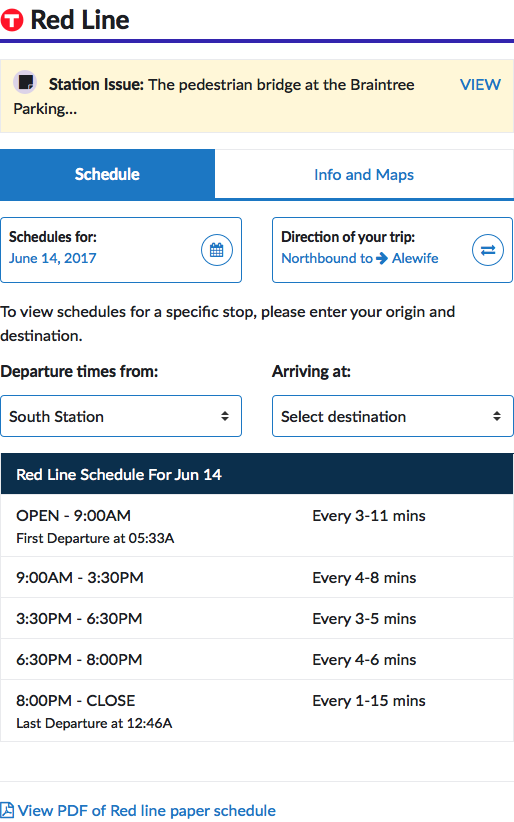 T Red Line
Station Issue: The pedestrian bridge at the Braintree
Parking...
VIEW
Schedule
Info and Maps
Schedules for:
June 14, 2017
Direction of your trip:
Northbound to → Alewife
To view schedules for a specific stop, please enter your origin and
destination.
Departure times from:
South Station
Arriving at:
Select destination
Red Line Schedule For Jun 14
OPEN - 9:00AM Every 3-11 mins
First Departure at 05:33A
9:00AM - 3:30PM Every 4-8 mins
3:30PM - 6:30PM Every 3-5 mins
6:30PM - 8:00PM Every 4-6 mins
8:00PM - CLOSE Every 1-15 mins
Last Departure at 12:46A
View PDF of Red line paper schedule